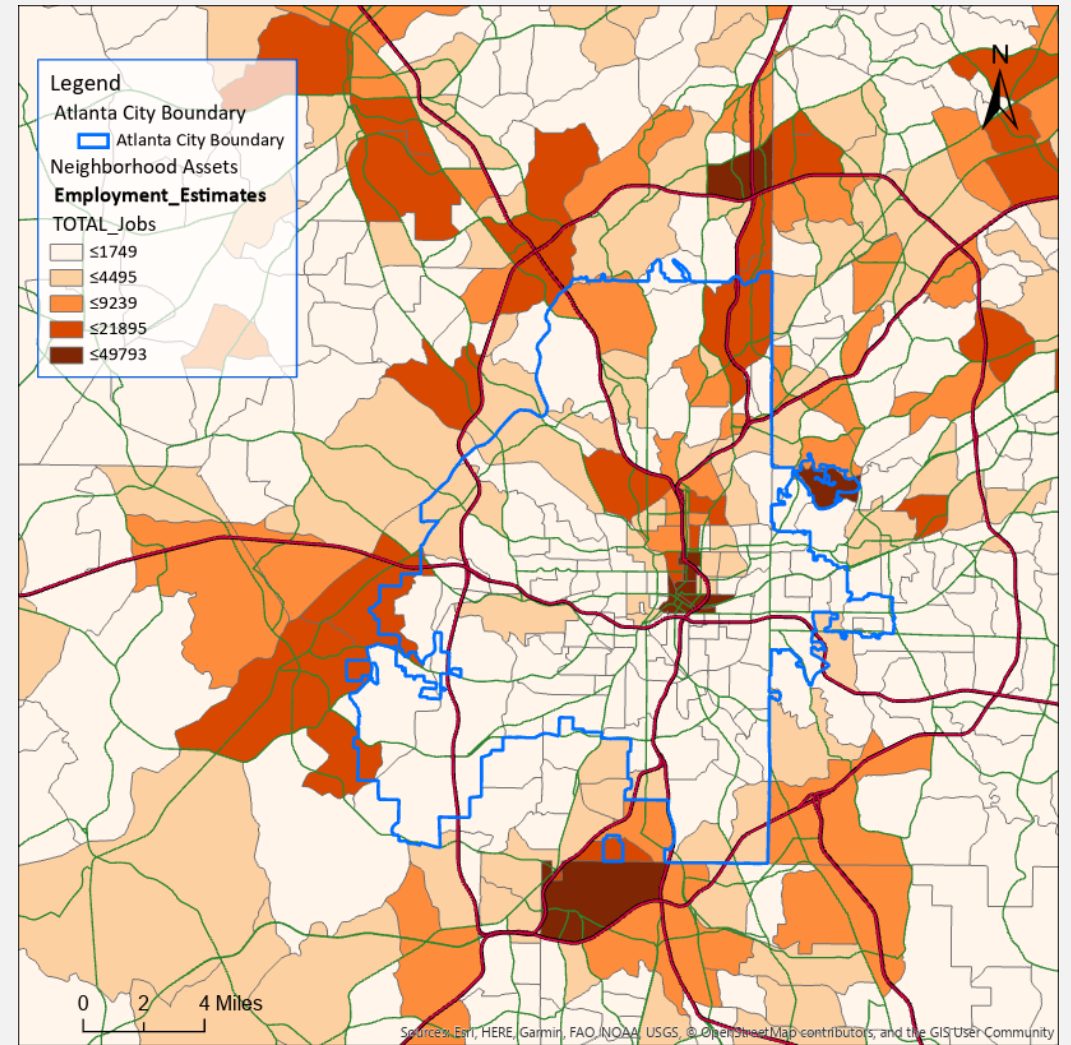 N
Legend
Atlanta City Boundary
Atlanta City Boundary
Neighborhood Assets
Employment_Estimates
TOTAL_Jobs
≤1749
≤4495
≤9239
≤21895
≤49793
0 2 4 Miles
Sources: Esri, HERE, Garmin, FAO, NOAA, USGS, © OpenStreetMap contributors, and the GIS User Community